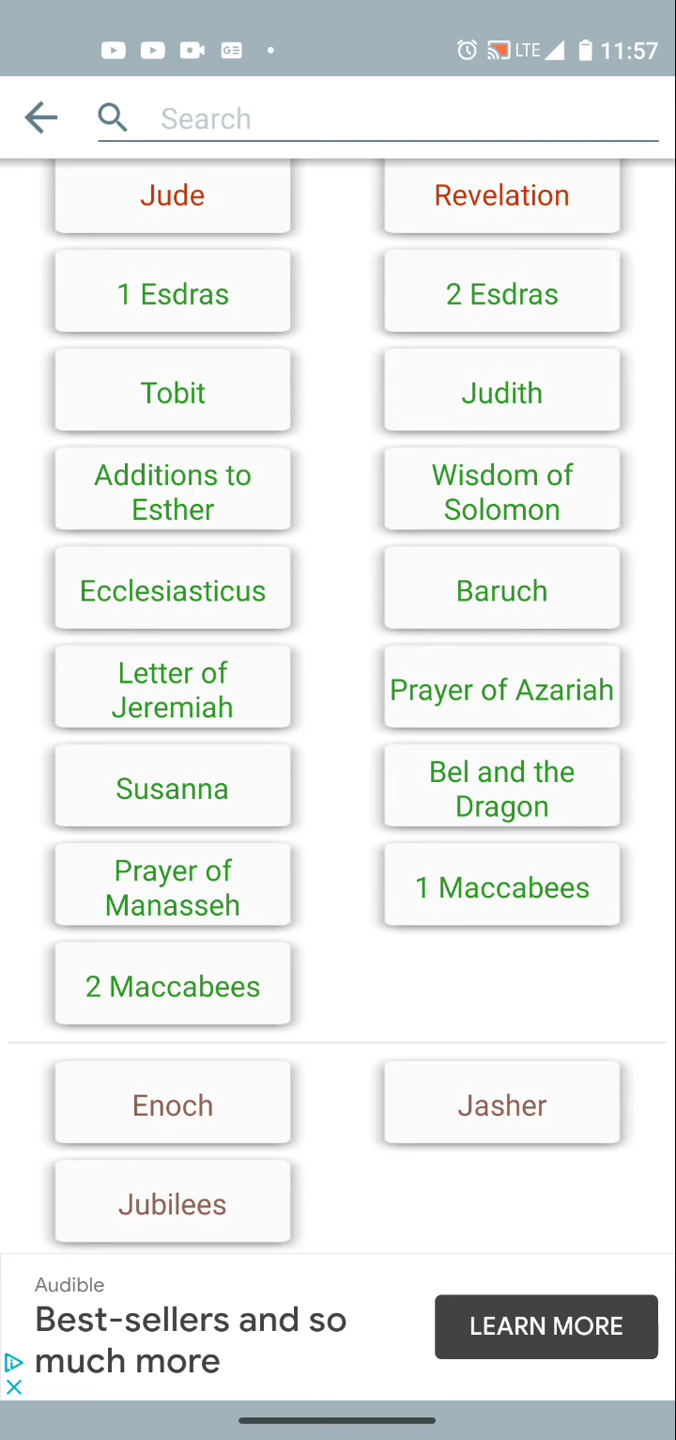 LTE 11:57
Search
Jude
Revelation
1 Esdras
2 Esdras
Tobit
Judith
Additions to
Esther
Wisdom of
Solomon
Ecclesiasticus
Baruch
Letter of
Jeremiah
Prayer of Azariah
Susanna
Bel and the
Dragon
Prayer of
Manasseh
1 Maccabees
2 Maccabees
Enoch
Jasher
Jubilees
Audible
Best-sellers and so
much more
LEARN MORE